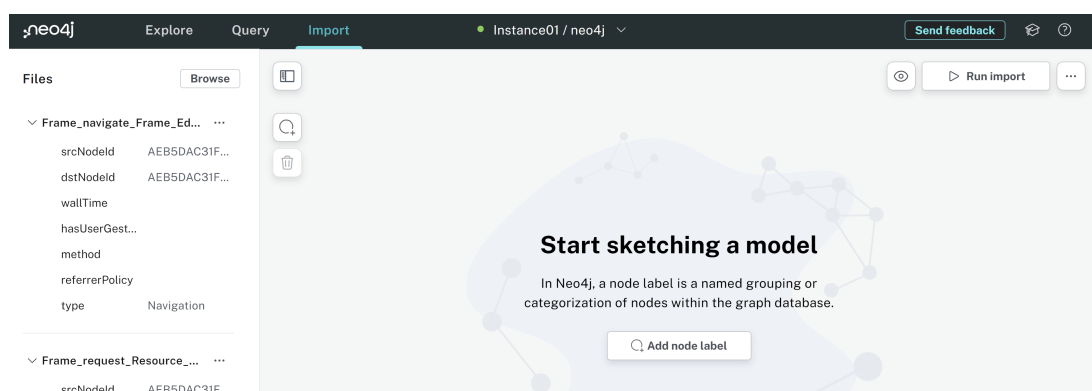 neo4j Explore Query Import Instance01 / neo4j Send feedback
Files Browse
Run import
Frame_navigate_Frame_Ed...
srcNodeId AEB5DAC31F...
dstNodeId AEB5DAC31F...
wallTime
hasUserGest...
method
referrerPolicy
type Navigation
Start sketching a model
In Neo4j, a node label is a named grouping or
categorization of nodes within the graph database.
Add node label
Frame_request_Resource_...
srcNodeId AEB5DAC31F